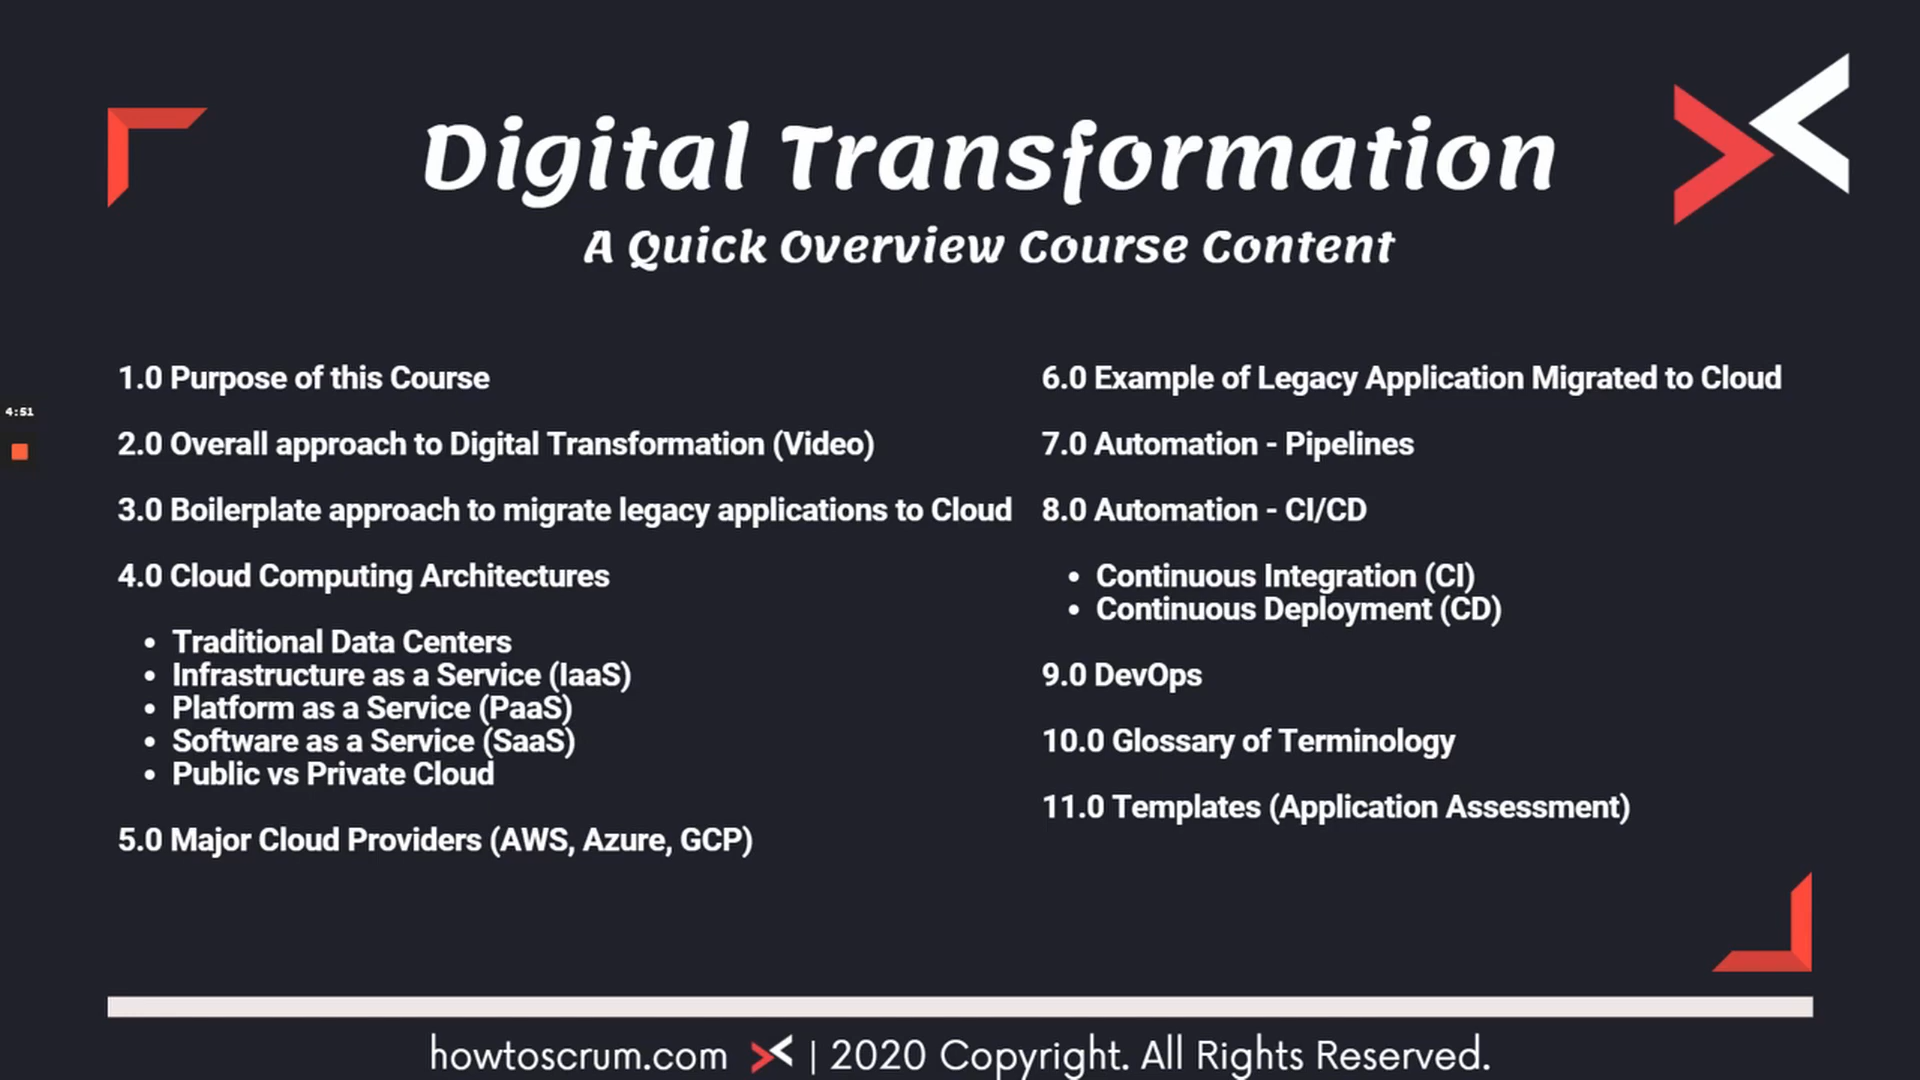 Digital Transformation
A Quick Overview Course Content
4:51
1.0 Purpose of this Course
2.0 Overall approach to Digital Transformation (Video)
3.0 Boilerplate approach to migrate legacy applications to Cloud
4.0 Cloud Computing Architectures
• Traditional Data Centers
• Infrastructure as a Service (IaaS)
• Platform as a Service (PaaS)
• Software as a Service (SaaS)
• Public vs Private Cloud
5.0 Major Cloud Providers (AWS, Azure, GCP)
6.0 Example of Legacy Application Migrated to Cloud
7.0 Automation - Pipelines
8.0 Automation - CI/CD
• Continuous Integration (CI)
• Continuous Deployment (CD)
9.0 DevOps
10.0 Glossary of Terminology
11.0 Templates (Application Assessment)
howtoscrum.com | 2020 Copyright. All Rights Reserved.